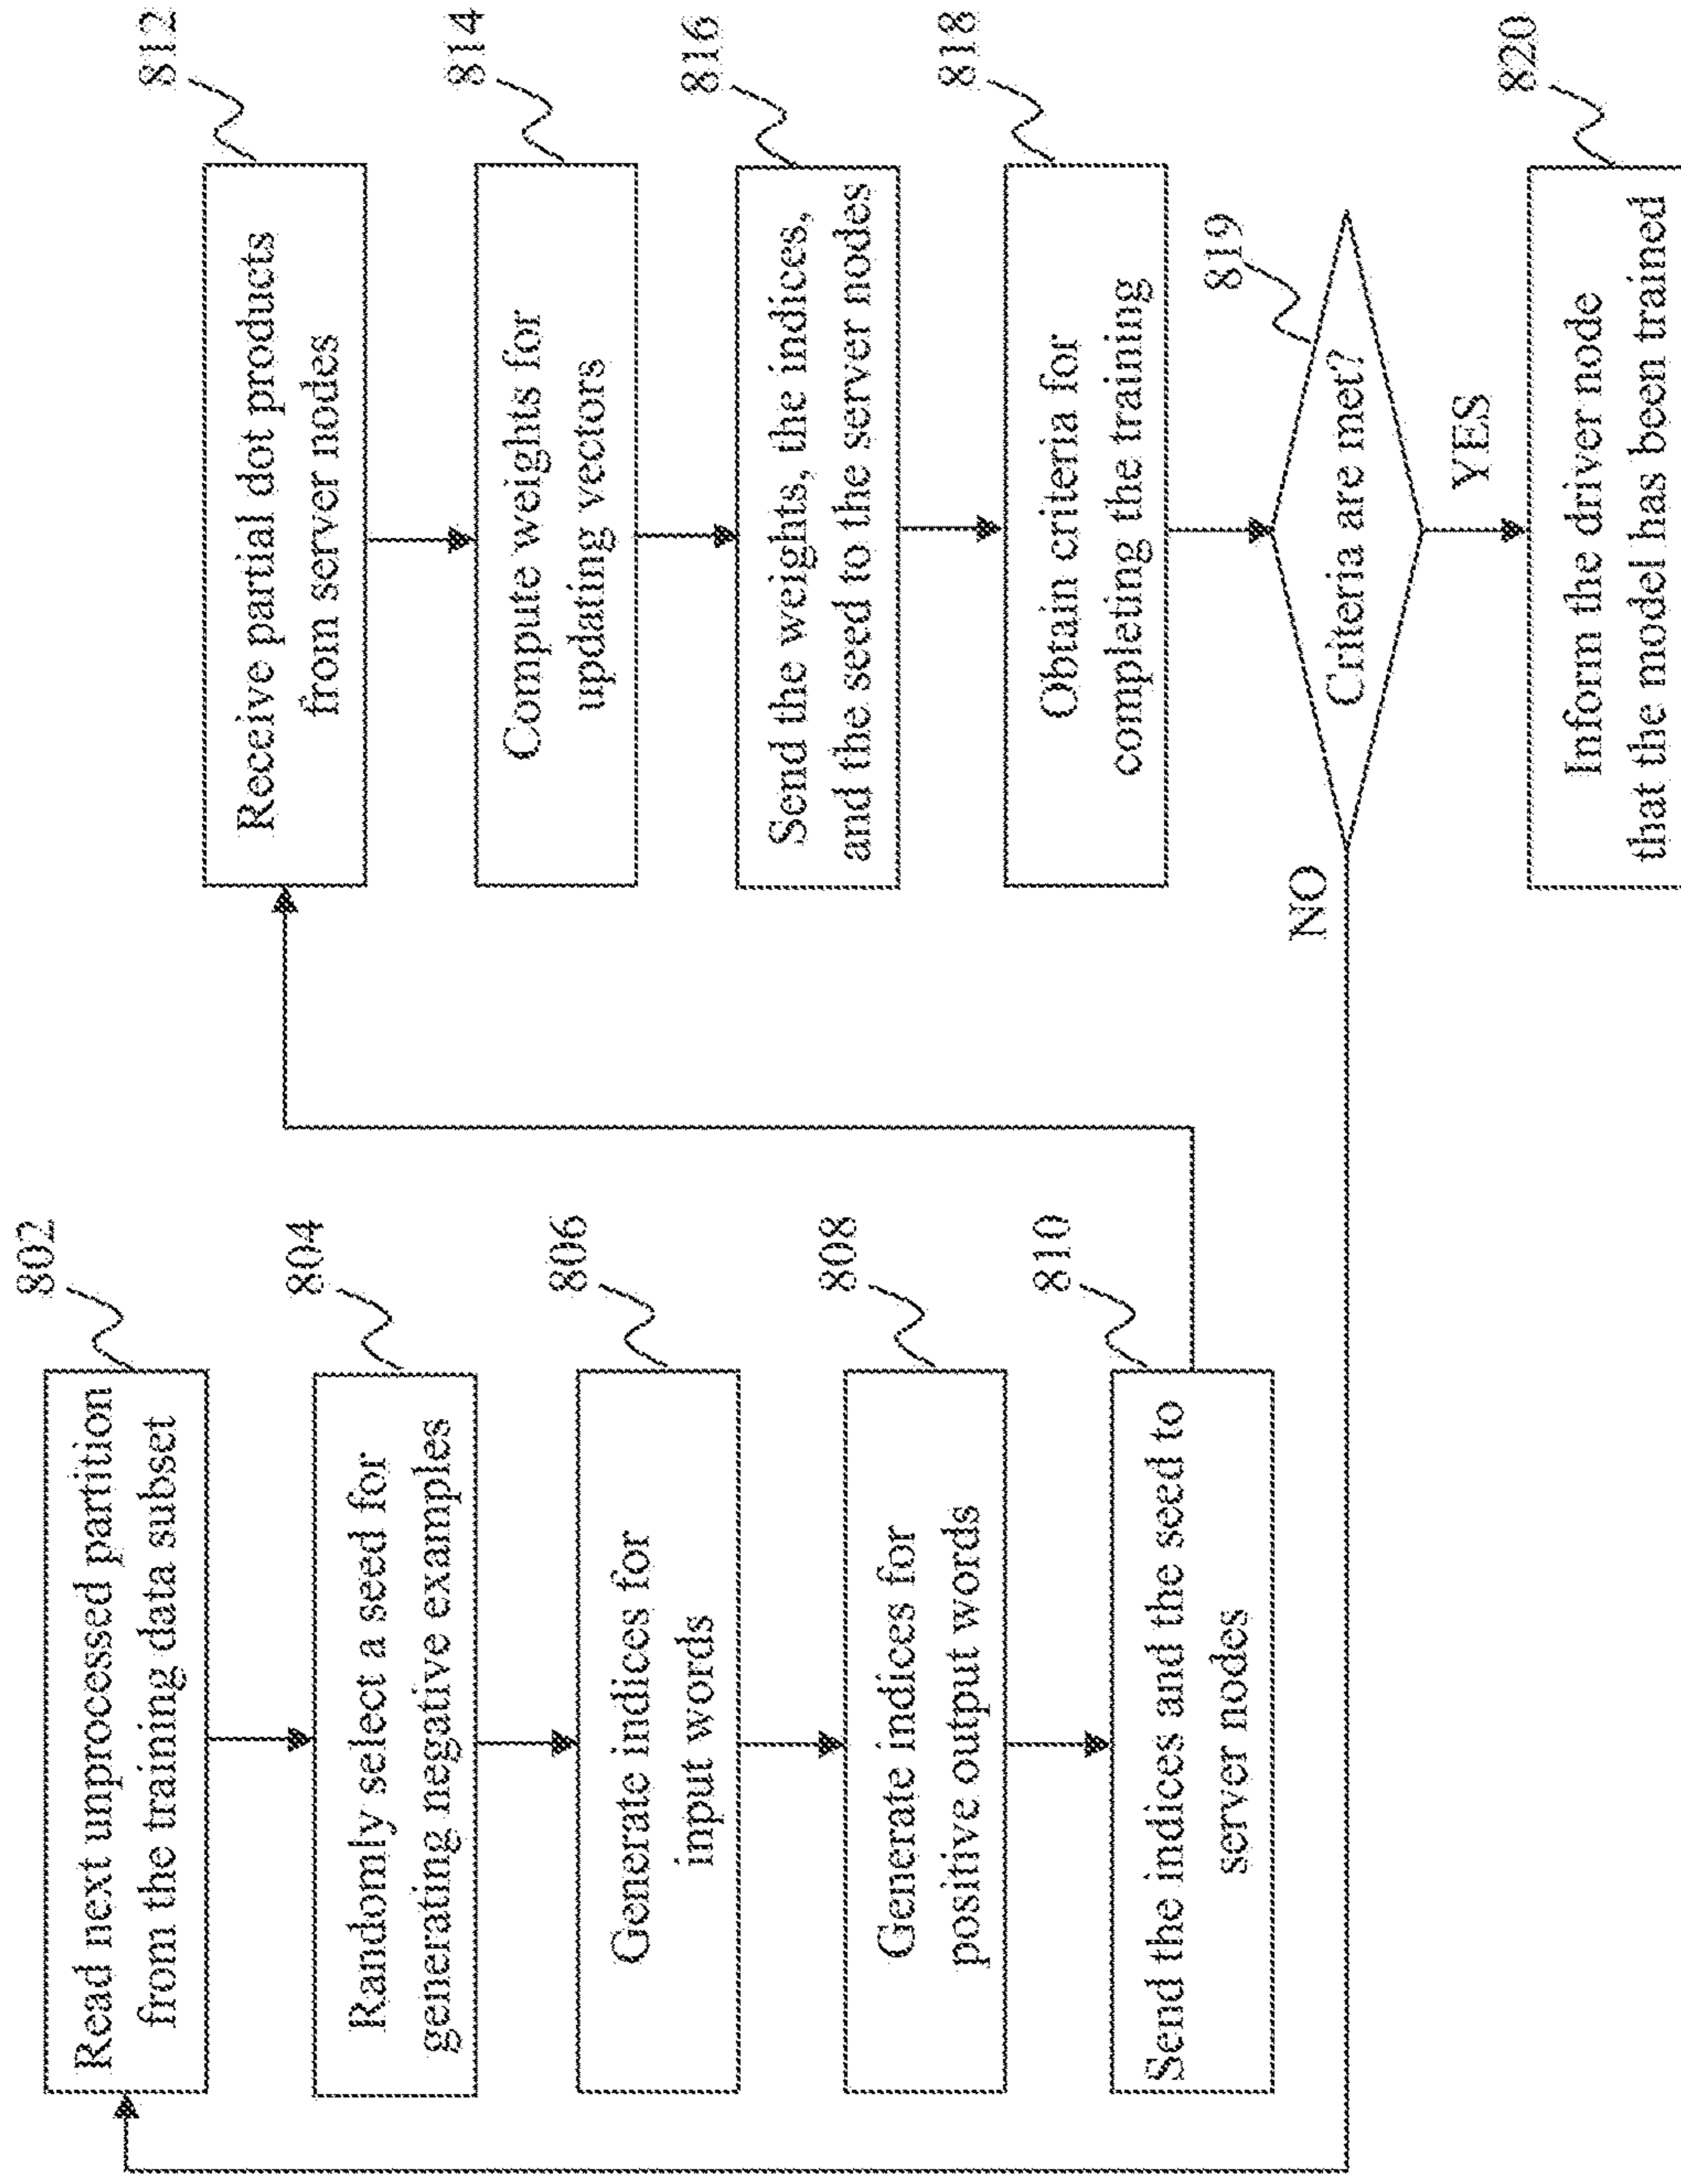 802
Read next unprocessed partition
from the training data subset
804
Randomly select a seed for
generating negative examples
806
Generate indices for
input words
808
Generate indices for
positive output words
810
Send the indices and the seed to
server nodes
812
Receive partial dot products
from server nodes
814
Compute weights for
updating vectors
816
Send the weights, the indices,
and the seed to the server nodes
818
Obtain criteria for
completing the training
819
Criteria are met?
NO
YES
820
Inform the driver node
that the model has been trained